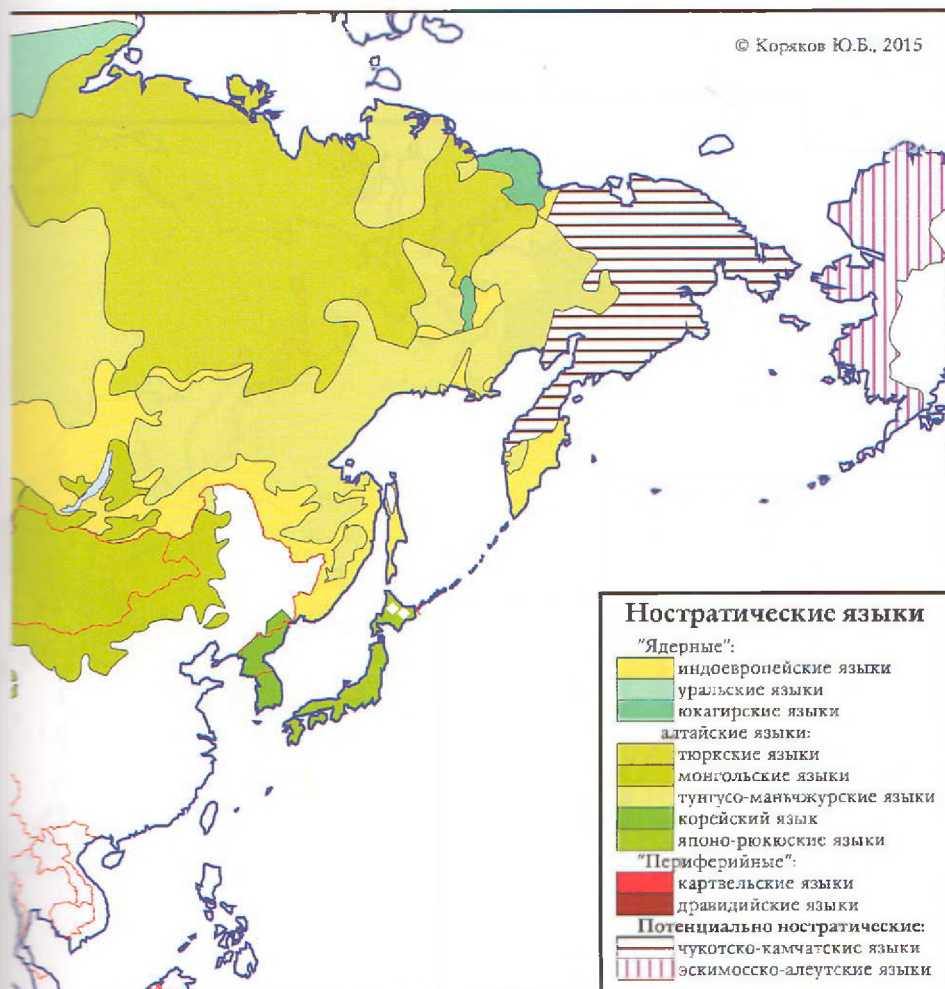 © Коряков Ю.Б., 2015
Ностратические языки
"Ядерные":
индоевропейские языки
уральские языки
юкагирские языки
алтайские языки:
тюркские языки
монгольские языки
тунгусо-маньчжурские языки
корейский язык
японо-рюкюские языки
"Периферийные":
картвельские языки
дравидийские языки
Потенциально ностратические:
чукотско-камчатские языки
эскимосско-алеутские языки